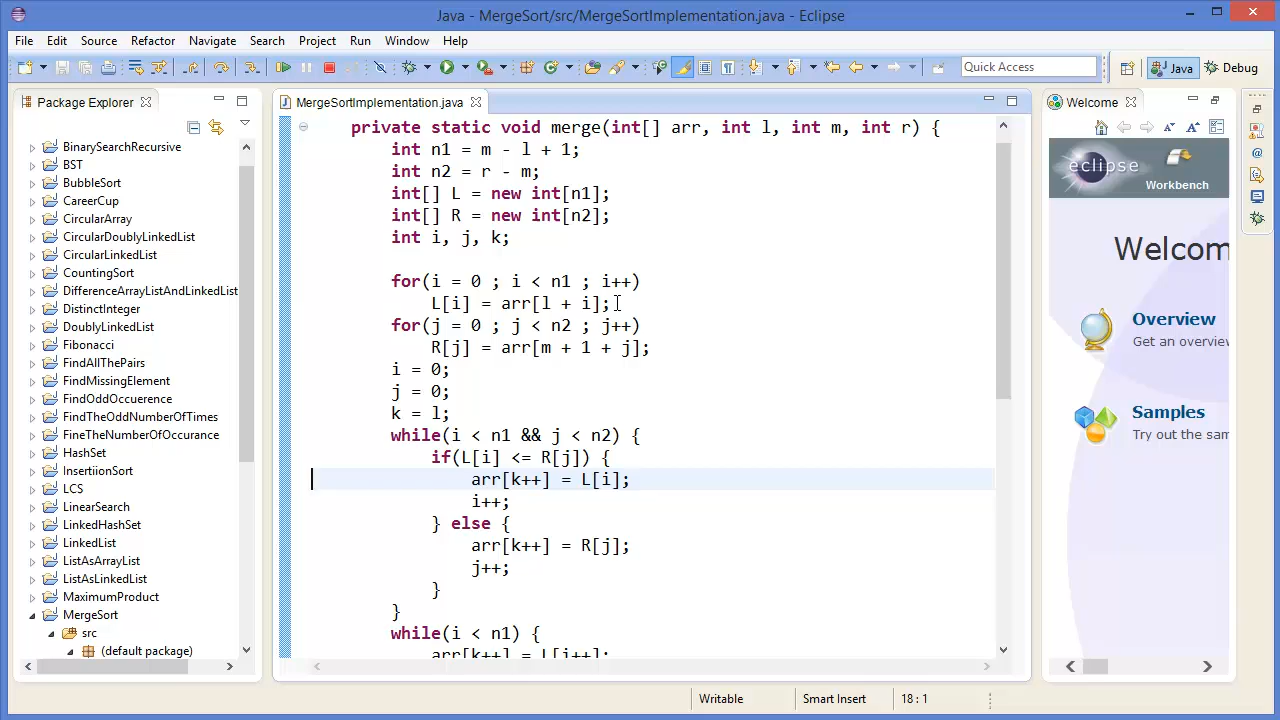 Java - MergeSort/src/MergeSortImplementation.java - Eclipse
File Edit Source Refactor Navigate Search Project Run Window Help
Quick Access
Java
Debug
Package Explorer
BinarySearchRecursive
BST
BubbleSort
CareerCup
CircularArray
CircularDoublyLinkedList
CircularLinkedList
CountingSort
DifferenceArrayListAndLinkedList
DistinctInteger
DoublyLinkedList
Fibonacci
FindAllThePairs
FindMissingElement
FindOddOccuerence
FindTheOddNumberOfTimes
FineTheNumberOfOccurance
HashSet
InsertiionSort
LCS
LinearSearch
LinkedHashSet
LinkedList
ListAsArrayList
ListAsLinkedList
MaximumProduct
MergeSort
src
(default package)
MergeSortImplementation.java
private static void merge(int[] arr, int l, int m, int r) {
int n1 = m - l + 1;
int n2 = r - m;
int[] L = new int[n1];
int[] R = new int[n2];
int i, j, k;
for(i = 0 ; i < n1 ; i++)
L[i] = arr[l + i];
for(j = 0 ; j < n2 ; j++)
R[j] = arr[m + 1 + j];
i = 0;
j = 0;
k = l;
while(i < n1 && j < n2) {
if(L[i] <= R[j]) {
arr[k++] = L[i];
i++;
} else {
arr[k++] = R[j];
j++;
}
}
while(i < n1) {
arr[k++] = L[i++];
Welcome
eclipse
Workbench
Welcom
Overview
Get an overvie
Samples
Try out the sam
Writable
Smart Insert
18 : 1